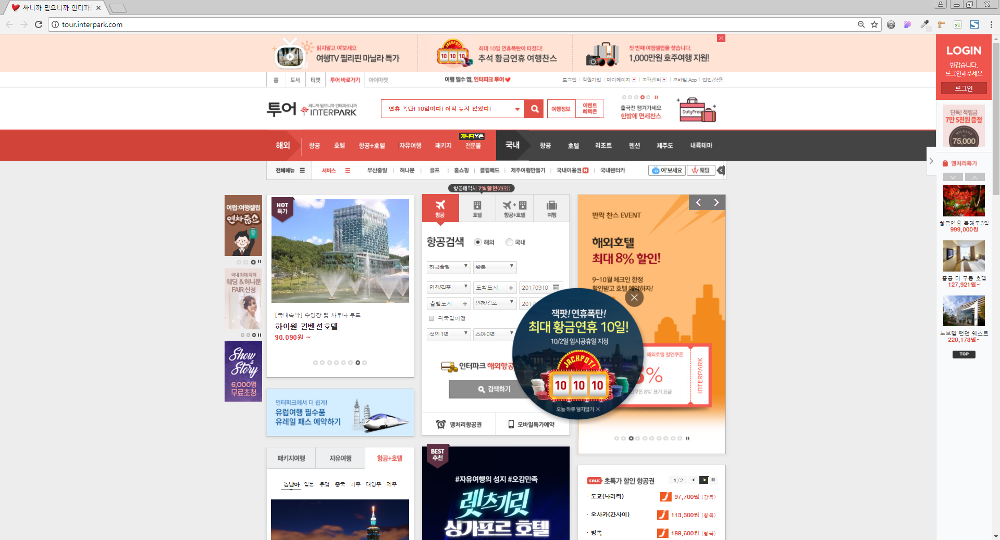 싸니까 믿으니까 인터파
tour.interpark.com
읽지말고 여보세요
여행TV 필리핀 마닐라 특가
JACKPOT!
10 10 10
최대 10일 연휴폭탄이 터졌다!
추석 황금연휴 여행찬스
첫 번째 여행셀럽을 찾습니다.
1,000만원 호주여행 지원!
LOGIN
반갑습니다.
로그인해주세요
로그인
홈 도서 티켓 투어 바로가기 아이마켓
여행 필수 앱, 인터파크 투어
로그인 회원가입 마이페이지 고객센터 모바일 App 법인/상용
투어
싸니까 믿으니까 인터파크니까
INTERPARK
연휴 폭탄! 10일이다! 아직 늦지 않았다!
여행정보
이벤트
혜택존
출국전 챙겨가세요
한방에 면세찬스
DutyFree
단독! 적립금
7만 5천원 증정
MILEAGE
75,000
캐나다오픈
해외 항공 호텔 항공+호텔 자유여행 패키지 전문몰
국내 항공 호텔 리조트 펜션 제주도 내륙테마
전체메뉴 서비스 부산출발 허니문 골프 홈쇼핑 클럽메드 제주여행만들기 국내이용권 N 국내렌터카 여'보세요 웨딩
땡처리특가
황금연휴 북해도3일
999,000원
홍콩 더 구룡 호텔
127,921원~
노보텔 런던 웨스트
220,178원~
TOP
여럽:여행셀럽
연차줍쇼
국내 최대 혜택
웨딩&허니문
FAIR 신청
Show
&
Story
6,000명
무료초청
HOT
특가
[국내숙박] 수영장 및 사우나 무료
하이원 컨벤션호텔
90,090원 ~
인터파크에서 더 쉽게!
유럽여행 필수품
유레일 패스 예약하기
항공예약시 7% 할인(해외)
항공 호텔 항공+호텔 여행
항공검색 해외 국내
한국출발 왕복
인천/김포 도착도시 20170910
출발도시 인천/김포 2017
귀국일미정
성인1명 소아0명
인터파크 해외항공
검색하기
땡처리항공권 모바일특가예약
반짝 찬스 EVENT
해외호텔
최대 8% 할인!
9~10월 체크인 한정
할인받고 호텔 예약하자!
해외호텔 할인쿠폰
%
쿠폰 8%' 표기 요금
INTERPARK
잭팟! 연휴폭탄!
최대 황금연휴 10일!
10/2일 임시공휴일 지정
JACKPOT!
10 10 10
오늘 하루 열지않기
패키지여행 자유여행 항공+호텔
동남아 일본 유럽 중국 미주 대양주 제주
BEST
추천
#자유여행의 성지 #오감만족
렛츠기릿
싱가포르 호텔
SALE 초특가 할인 항공권 1/2
도쿄(나리타) 97,700원 (왕복)
오사카(간사이) 113,300원 (왕복)
방콕 188,600원 (왕복)